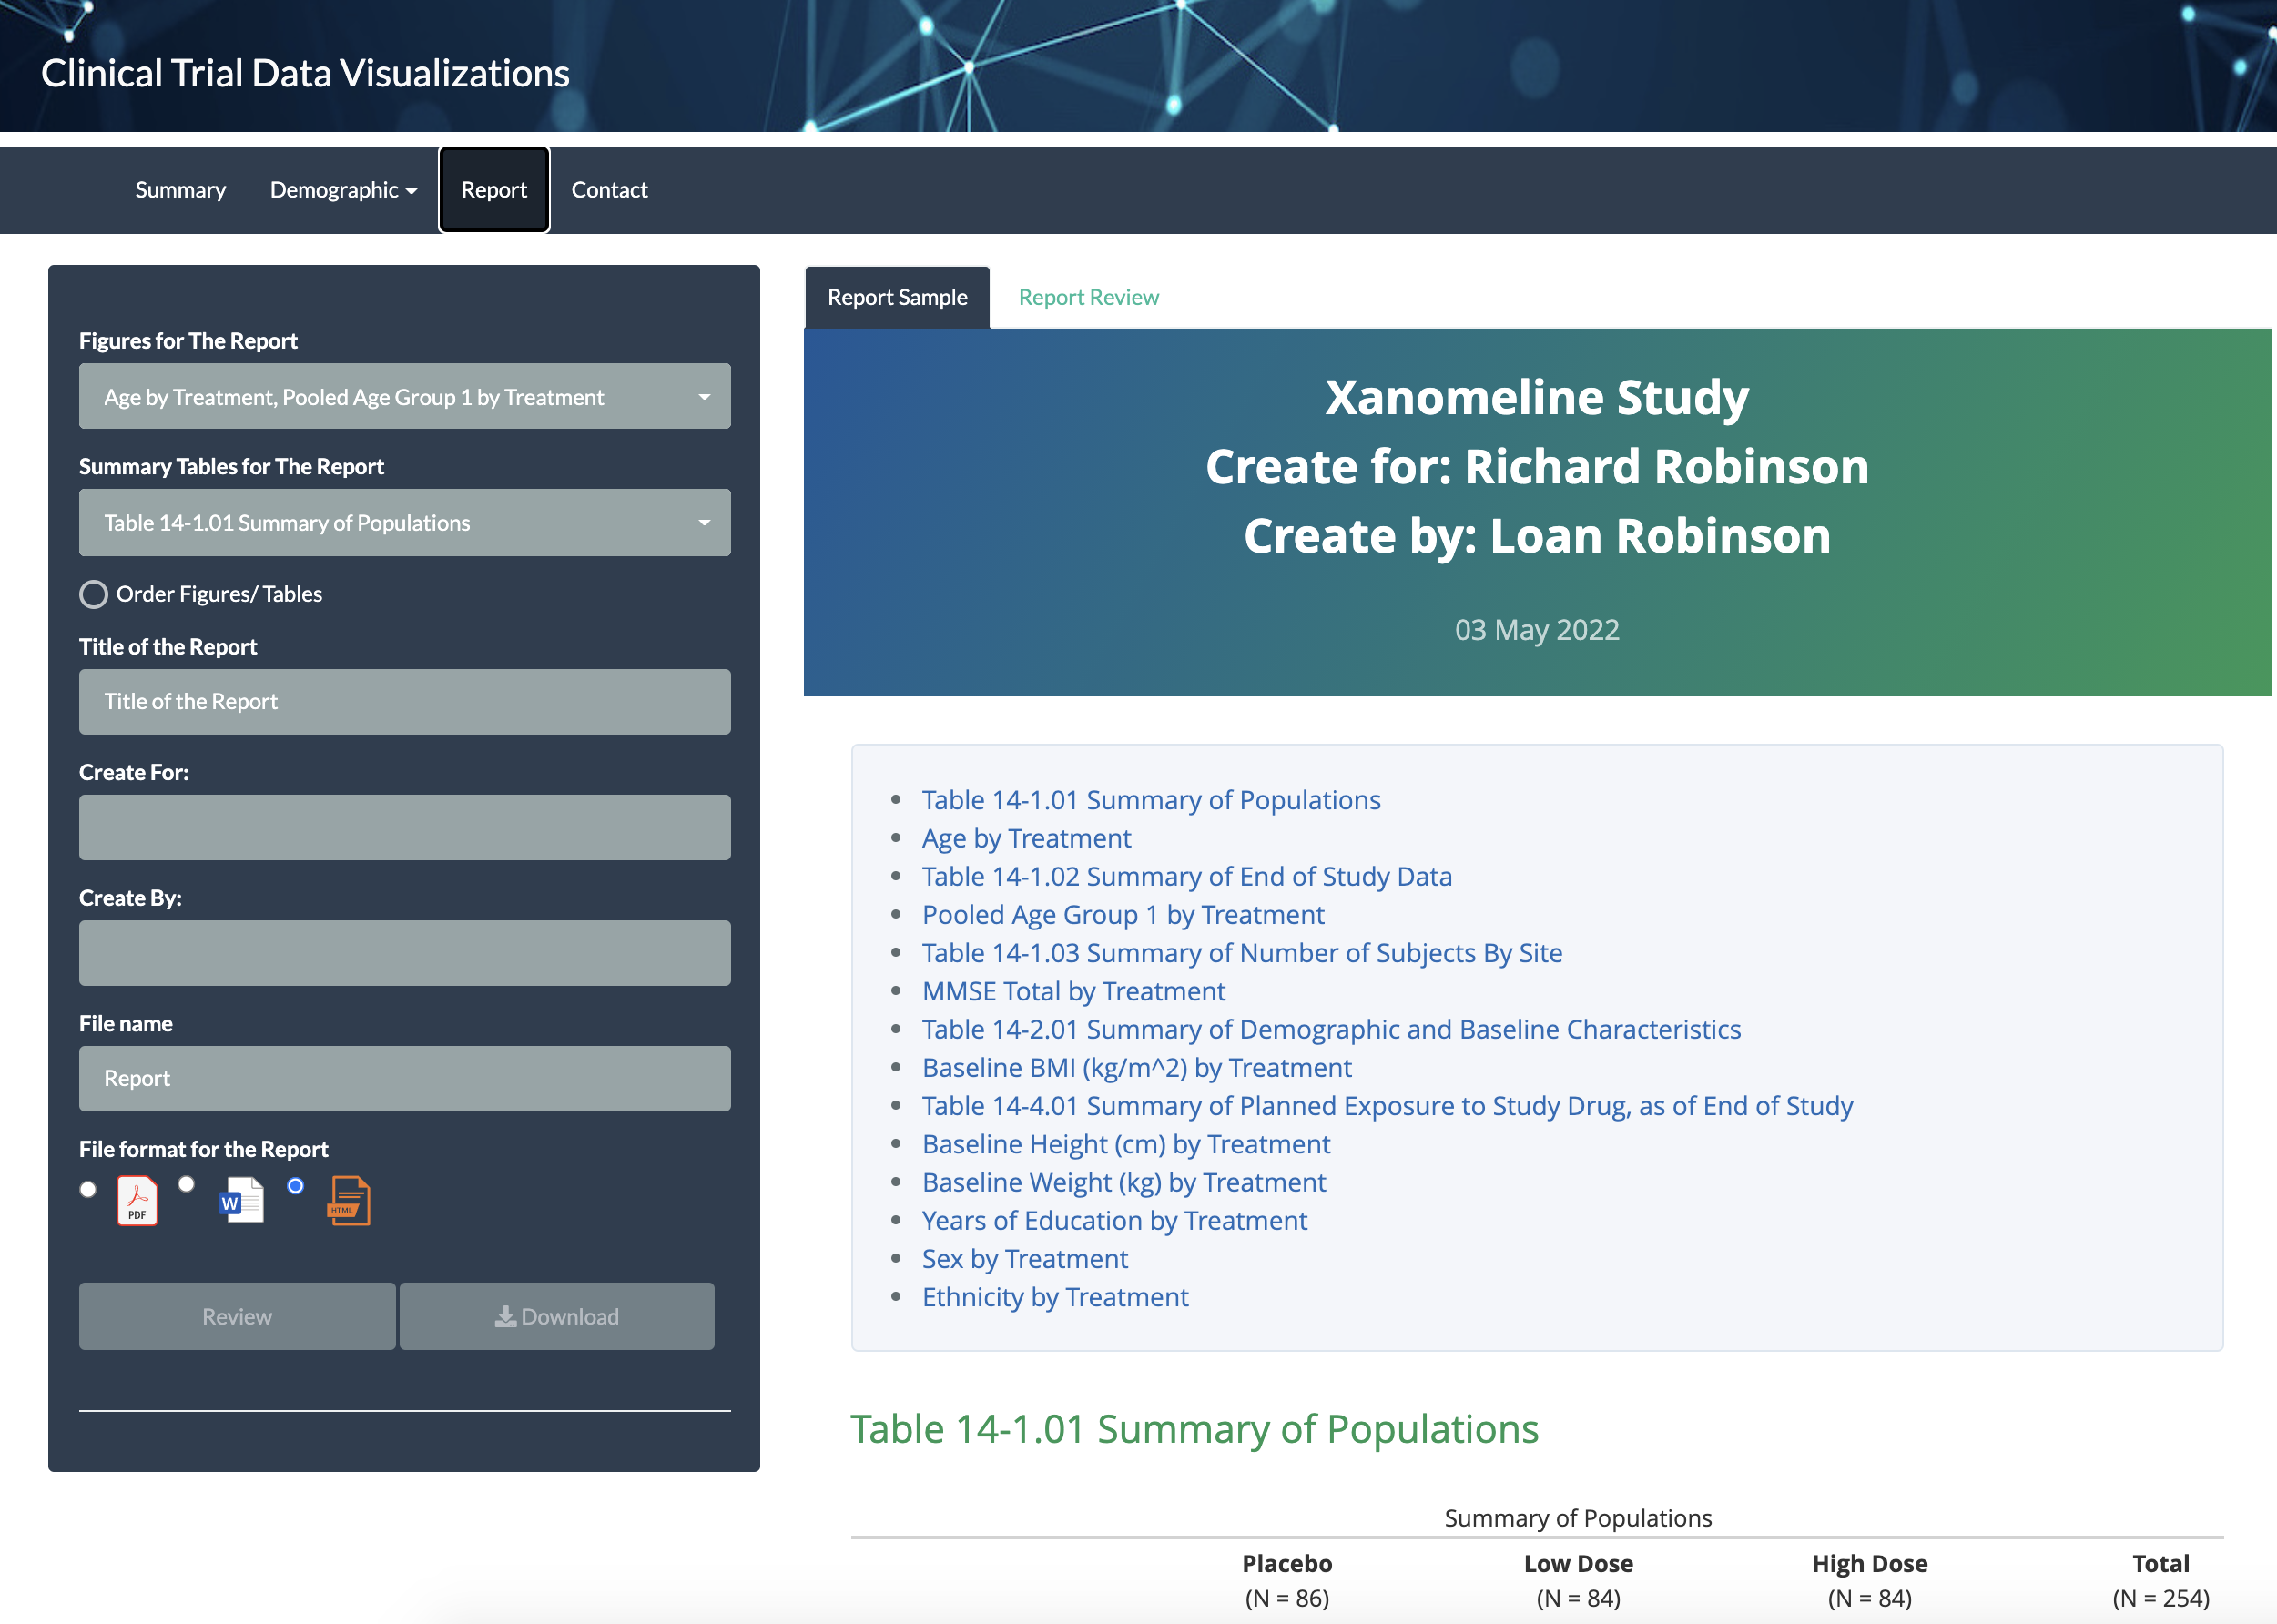 Clinical Trial Data Visualizations
Summary Demographic Report Contact
Figures for The Report
Age by Treatment, Pooled Age Group 1 by Treatment
Summary Tables for The Report
Table 14-1.01 Summary of Populations
Order Figures/ Tables
Title of the Report
Title of the Report
Create For:
Create By:
File name
Report
File format for the Report
PDF
W
HTML
Review Download
Report Sample Report Review
Xanomeline Study
Create for: Richard Robinson
Create by: Loan Robinson
03 May 2022
Table 14-1.01 Summary of Populations
Age by Treatment
Table 14-1.02 Summary of End of Study Data
Pooled Age Group 1 by Treatment
Table 14-1.03 Summary of Number of Subjects By Site
MMSE Total by Treatment
Table 14-2.01 Summary of Demographic and Baseline Characteristics
Baseline BMI (kg/m^2) by Treatment
Table 14-4.01 Summary of Planned Exposure to Study Drug, as of End of Study
Baseline Height (cm) by Treatment
Baseline Weight (kg) by Treatment
Years of Education by Treatment
Sex by Treatment
Ethnicity by Treatment
Table 14-1.01 Summary of Populations
Summary of Populations
Placebo Low Dose High Dose Total
(N = 86) (N = 84) (N = 84) (N = 254)